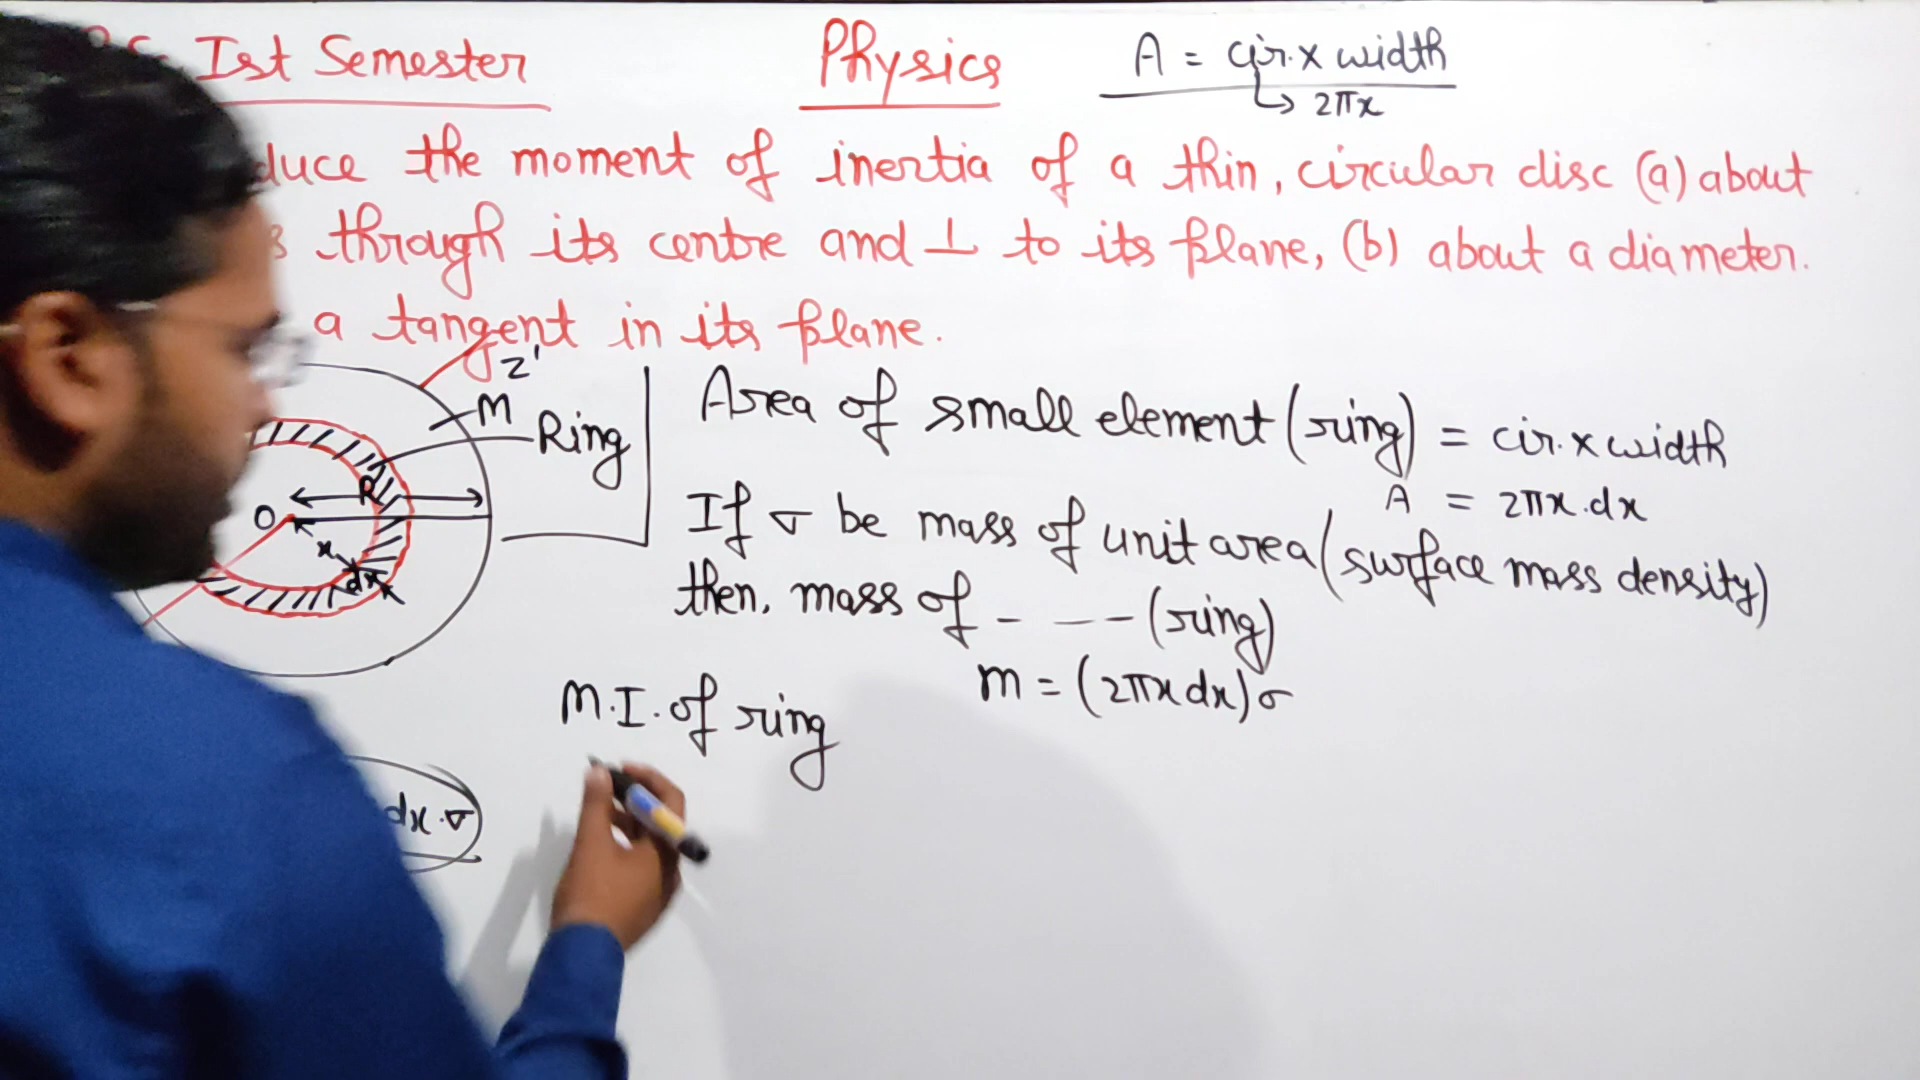 Ist Semester
Physics
A = cir. x width
↳ 2πx
duce the moment of inertia of a thin, circular disc (a) about
s through its centre and ⊥ to its plane, (b) about a diameter.
a tangent in its plane.
z'
M
Ring
R
O
x
dx
Area of small element (ring) = cir. x width
A = 2πx.dx
If σ be mass of unit area (surface mass density)
then, mass of - - - - (ring)
m = (2πx dx) σ
M.I. of ring
dx.σ